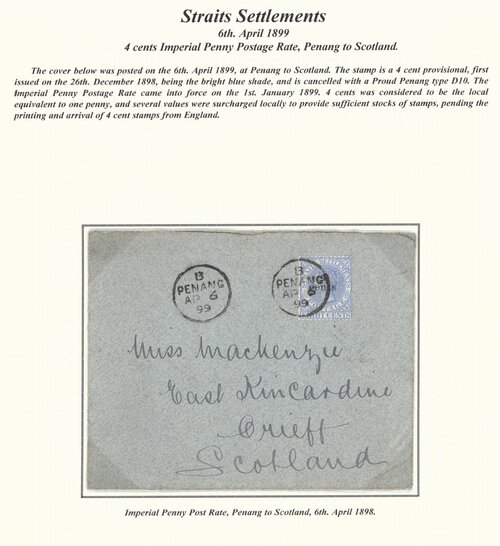 Straits Settlements
6th. April 1899
4 cents Imperial Penny Postage Rate, Penang to Scotland.
The cover below was posted on the 6th. April 1899, at Penang to Scotland. The stamp is a 4 cent provisional, first
issued on the 26th. December 1898, being the bright blue shade, and is cancelled with a Proud Penang type D10. The
Imperial Penny Postage Rate came into force on the 1st. January 1899. 4 cents was considered to be the local
equivalent to one penny, and several values were surcharged locally to provide sufficient stocks of stamps, pending the
printing and arrival of 4 cent stamps from England.
B
PENANG
AP 6
99
B
PENANG
AP 6
99
cents
CENTS
Miss Mackenzie
East Kincardine
Crieff
Scotland
Imperial Penny Post Rate, Penang to Scotland, 6th. April 1898.